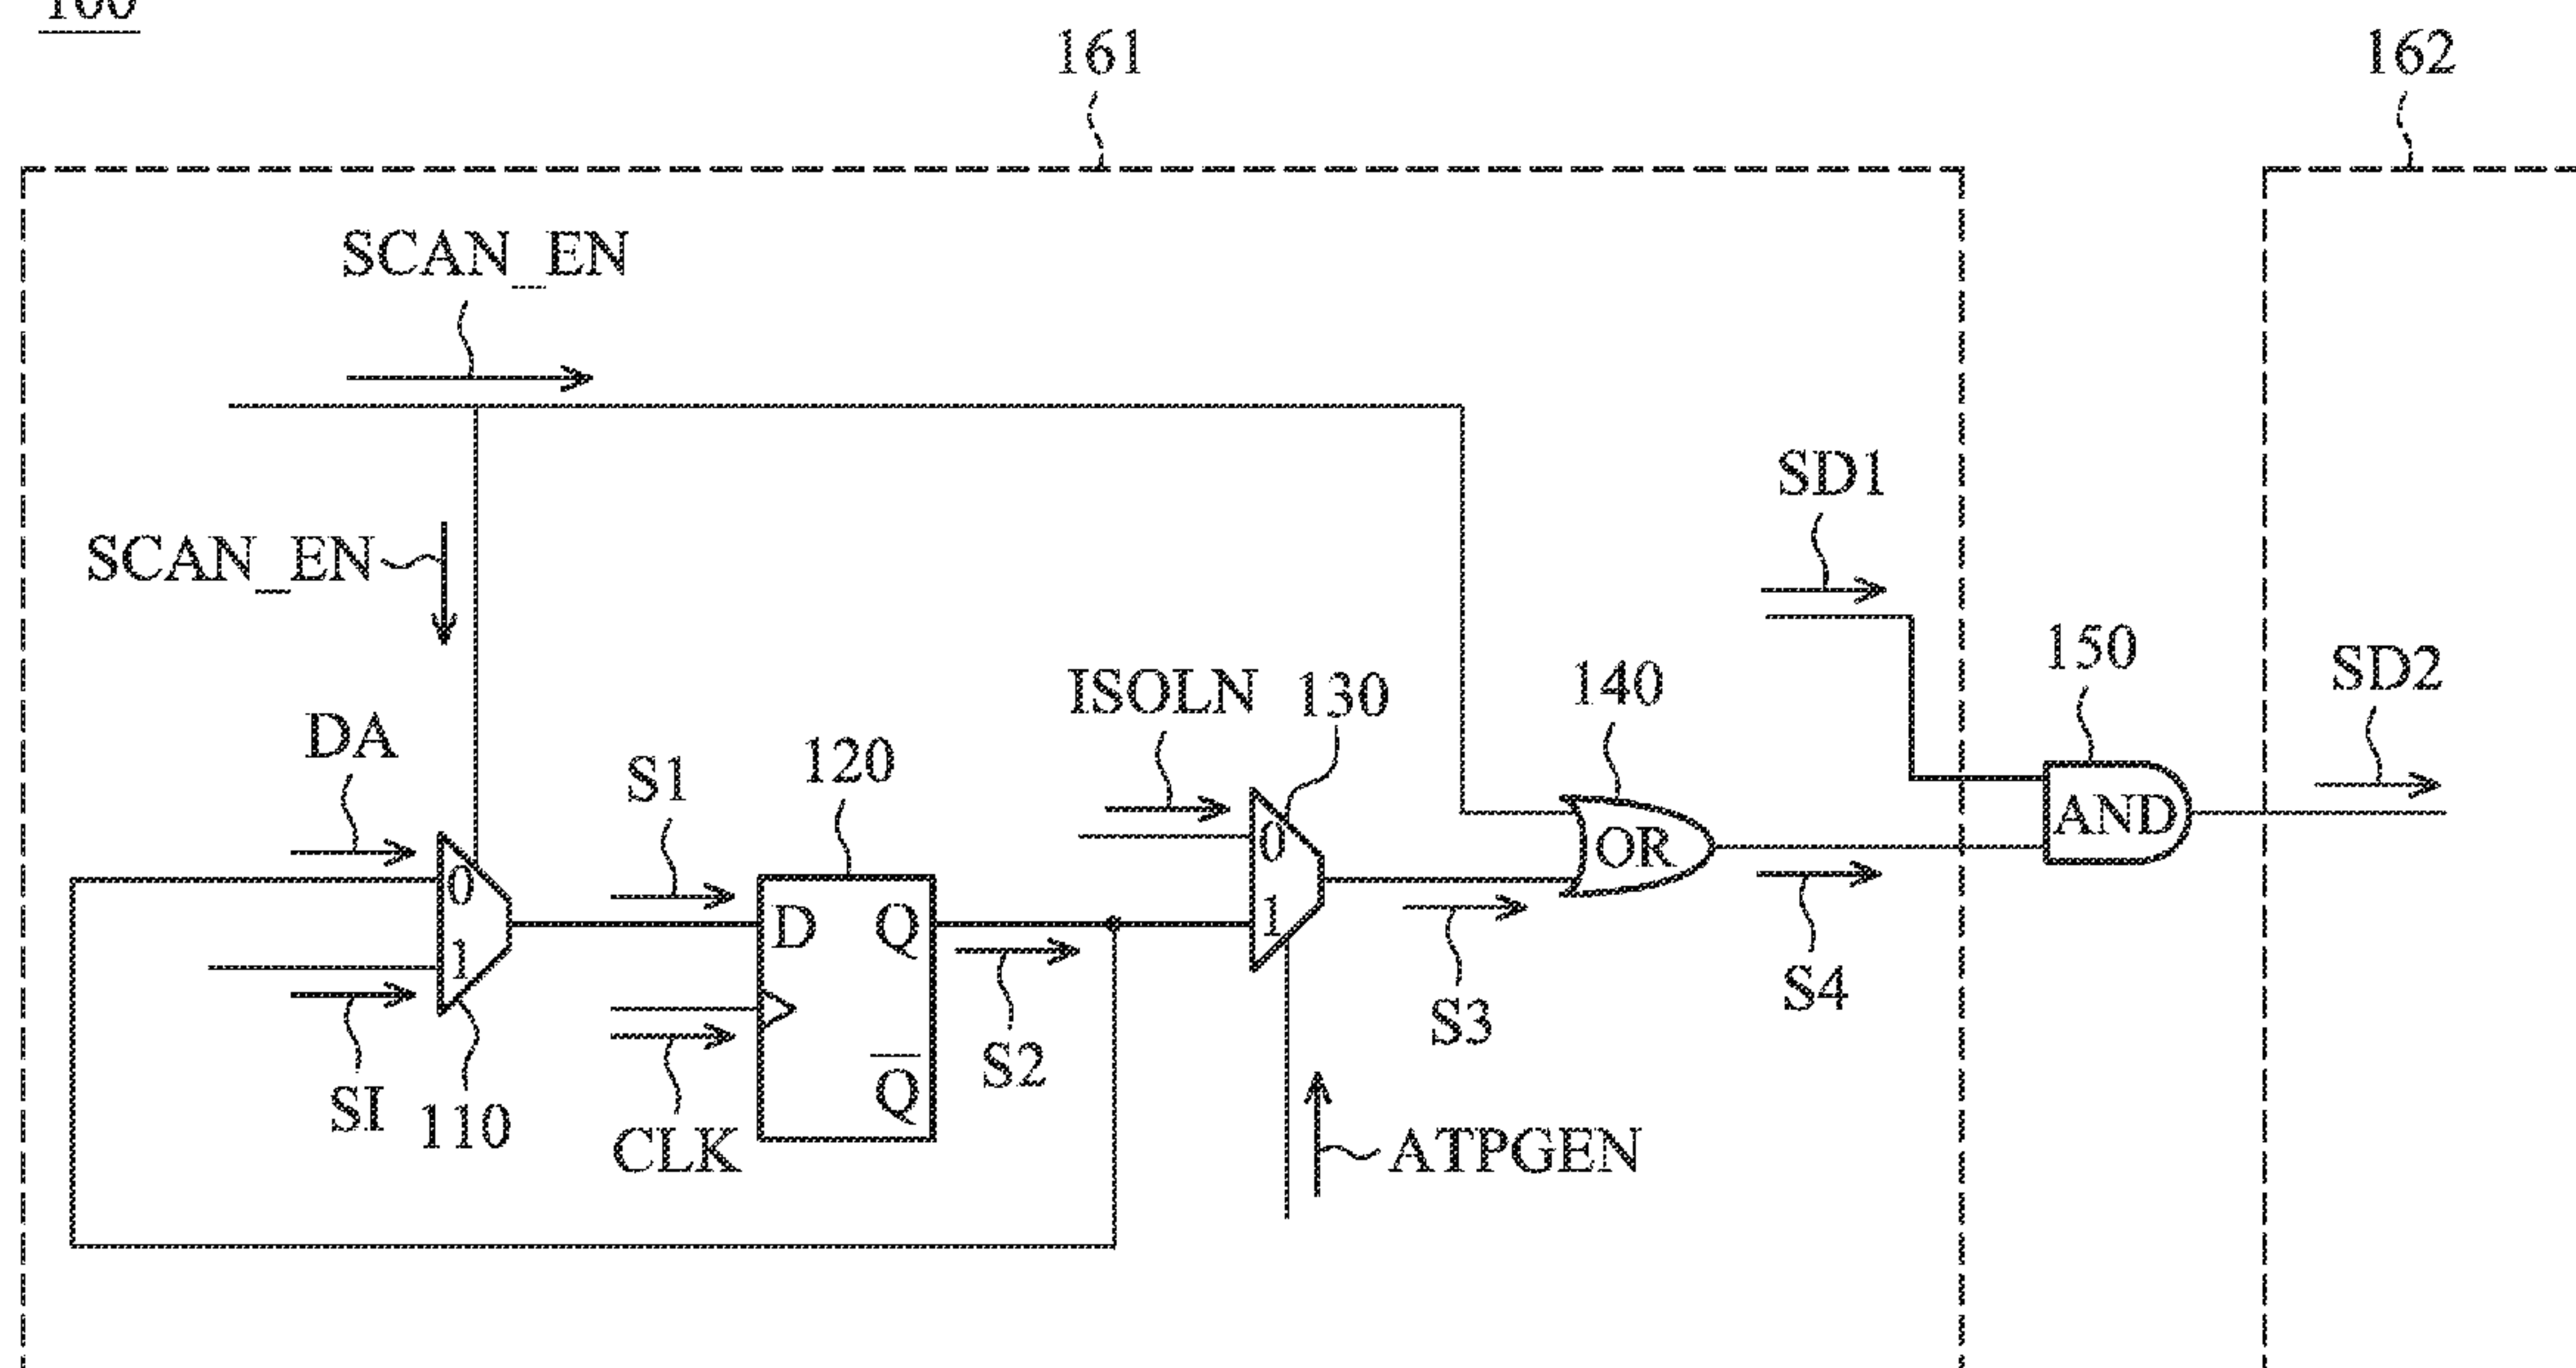 161
162
SCAN_EN
SD1
SCAN_EN
150
SD2
ISOLN
130
140
DA
S1
120
0
AND
OR
0
D
Q
1
1
S3
S4
S2
Q
SI
110
CLK
ATPGEN